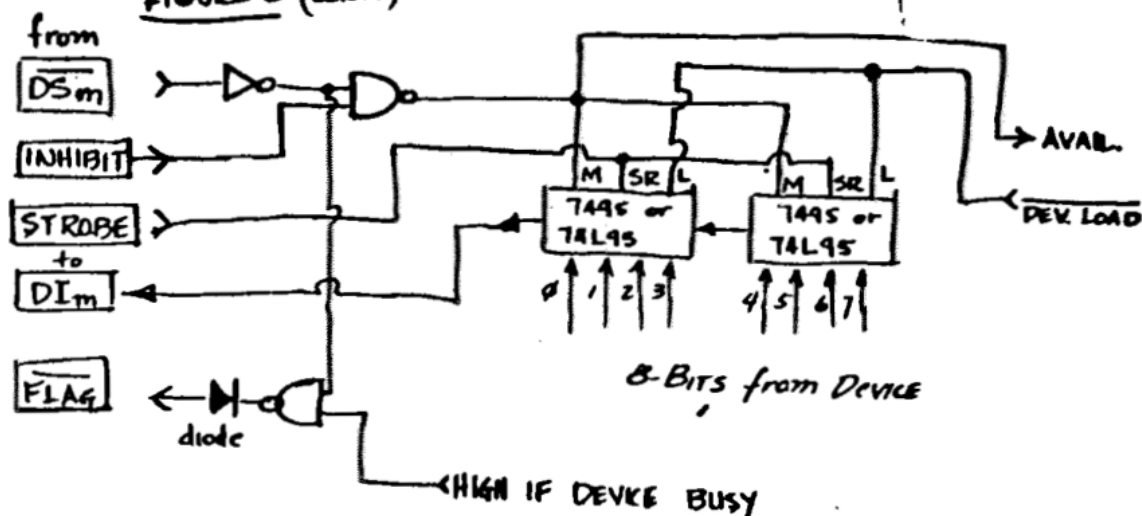 FIGURE
from
DSm
INHIBIT
STROBE
to
DIm
FLAG
diode
M SR L
7495 or
74L95
M SR L
7495 or
74L95
AVAIL.
DEV. LOAD
0 1 2 3
4 5 6 7
8-BITS from DEVICE
HIGH IF DEVICE BUSY